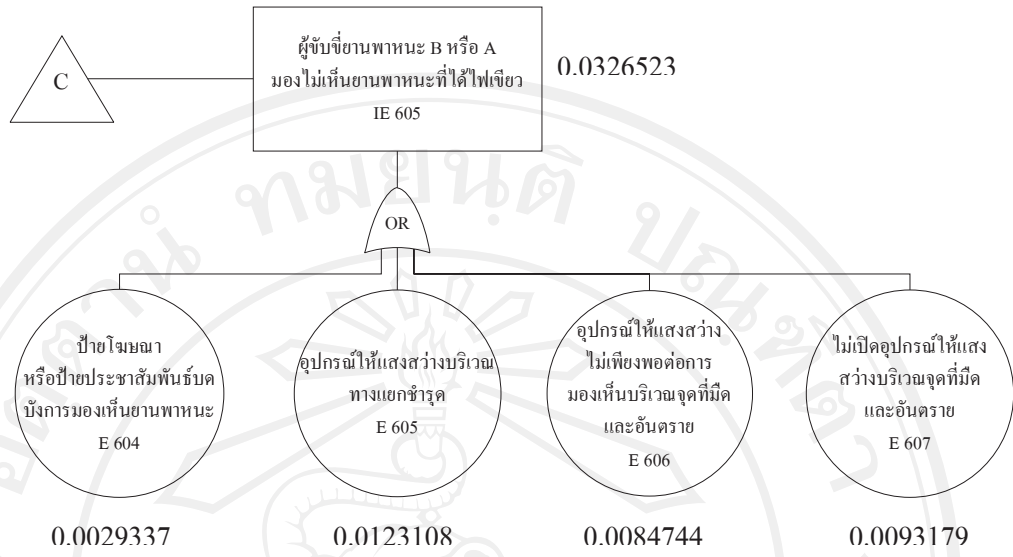 C
ผู้ขับขี่ยานพาหนะ B หรือ A
มองไม่เห็นยานพาหนะที่ได้ไฟเขียว
IE 605
0.0326523
OR
ป้ายโฆษณา
หรือป้ายประชาสัมพันธ์บด
บังการมองเห็นยานพาหนะ
E 604
อุปกรณ์ให้แสงสว่างบริเวณ
ทางแยกชำรุด
E 605
อุปกรณ์ให้แสงสว่าง
ไม่เพียงพอต่อการ
มองเห็นบริเวณจุดที่มืด
และอันตราย
E 606
ไม่เปิดอุปกรณ์ให้แสง
สว่างบริเวณจุดที่มืด
และอันตราย
E 607
0.0029337
0.0123108
0.0084744
0.0093179